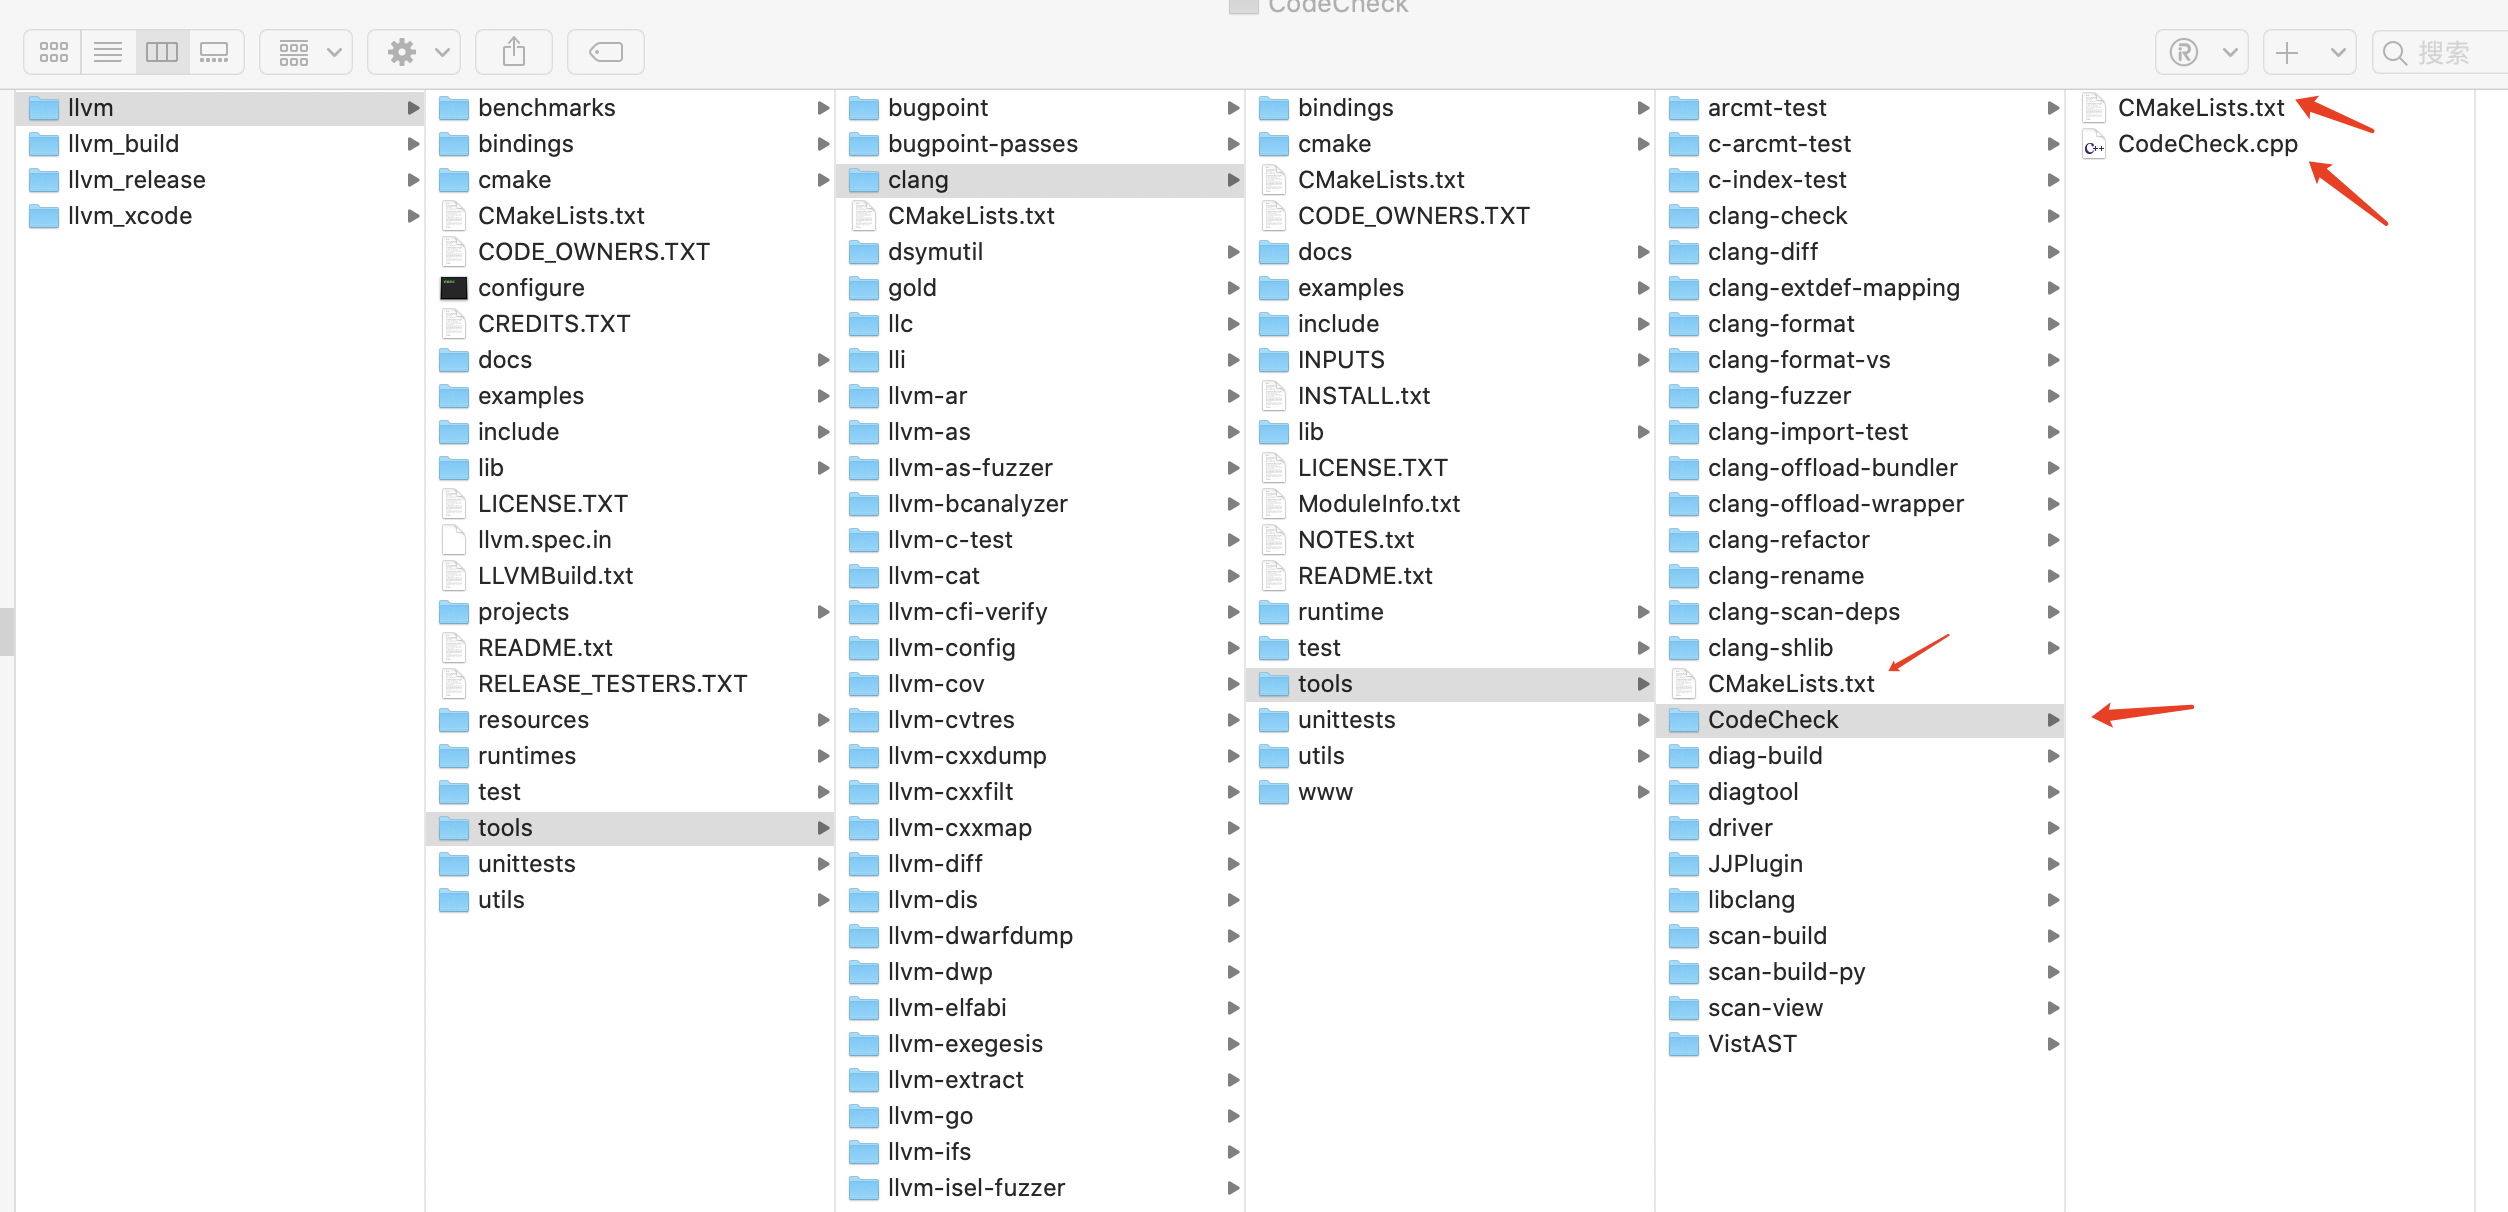 CodeCheck
搜索
llvm
llvm_build
llvm_release
llvm_xcode
benchmarks
bindings
cmake
CMakeLists.txt
CODE_OWNERS.TXT
configure
CREDITS.TXT
docs
examples
include
lib
LICENSE.TXT
llvm.spec.in
LLVMBuild.txt
projects
README.txt
RELEASE_TESTERS.TXT
resources
runtimes
test
tools
unittests
utils
bugpoint
bugpoint-passes
clang
CMakeLists.txt
dsymutil
gold
llc
lli
llvm-ar
llvm-as
llvm-as-fuzzer
llvm-bcanalyzer
llvm-c-test
llvm-cat
llvm-cfi-verify
llvm-config
llvm-cov
llvm-cvtres
llvm-cxxdump
llvm-cxxfilt
llvm-cxxmap
llvm-diff
llvm-dis
llvm-dwarfdump
llvm-dwp
llvm-elfabi
llvm-exegesis
llvm-extract
llvm-go
llvm-ifs
llvm-isel-fuzzer
bindings
cmake
CMakeLists.txt
CODE_OWNERS.TXT
docs
examples
include
INPUTS
INSTALL.txt
lib
LICENSE.TXT
ModuleInfo.txt
NOTES.txt
README.txt
runtime
test
tools
unittests
utils
www
arcmt-test
c-arcmt-test
c-index-test
clang-check
clang-diff
clang-extdef-mapping
clang-format
clang-format-vs
clang-fuzzer
clang-import-test
clang-offload-bundler
clang-offload-wrapper
clang-refactor
clang-rename
clang-scan-deps
clang-shlib
CMakeLists.txt
CodeCheck
diag-build
diagtool
driver
JJPlugin
libclang
scan-build
scan-build-py
scan-view
VistAST
CMakeLists.txt
CodeCheck.cpp